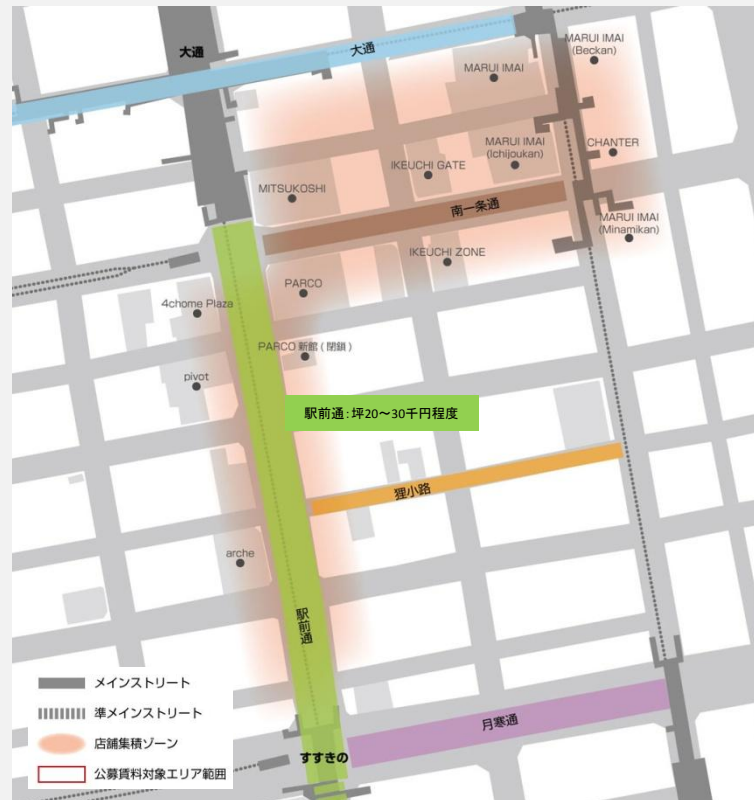 大通
大通
MARUI IMAI
(Beckan)
MARUI IMAI
MARUI IMAI
(Ichijoukan)
CHANTER
IKEUCHI GATE
MITSUKOSHI
南一条通
MARUI IMAI
(Minamikan)
IKEUCHI ZONE
PARCO
4chome Plaza
PARCO 新館 ( 閉鎖 )
pivot
駅前通：坪20～30千円程度
狸小路
arche
駅前通
メインストリート
準メインストリート
店舗集積ゾーン
公募賃料対象エリア範囲
月寒通
すすきの